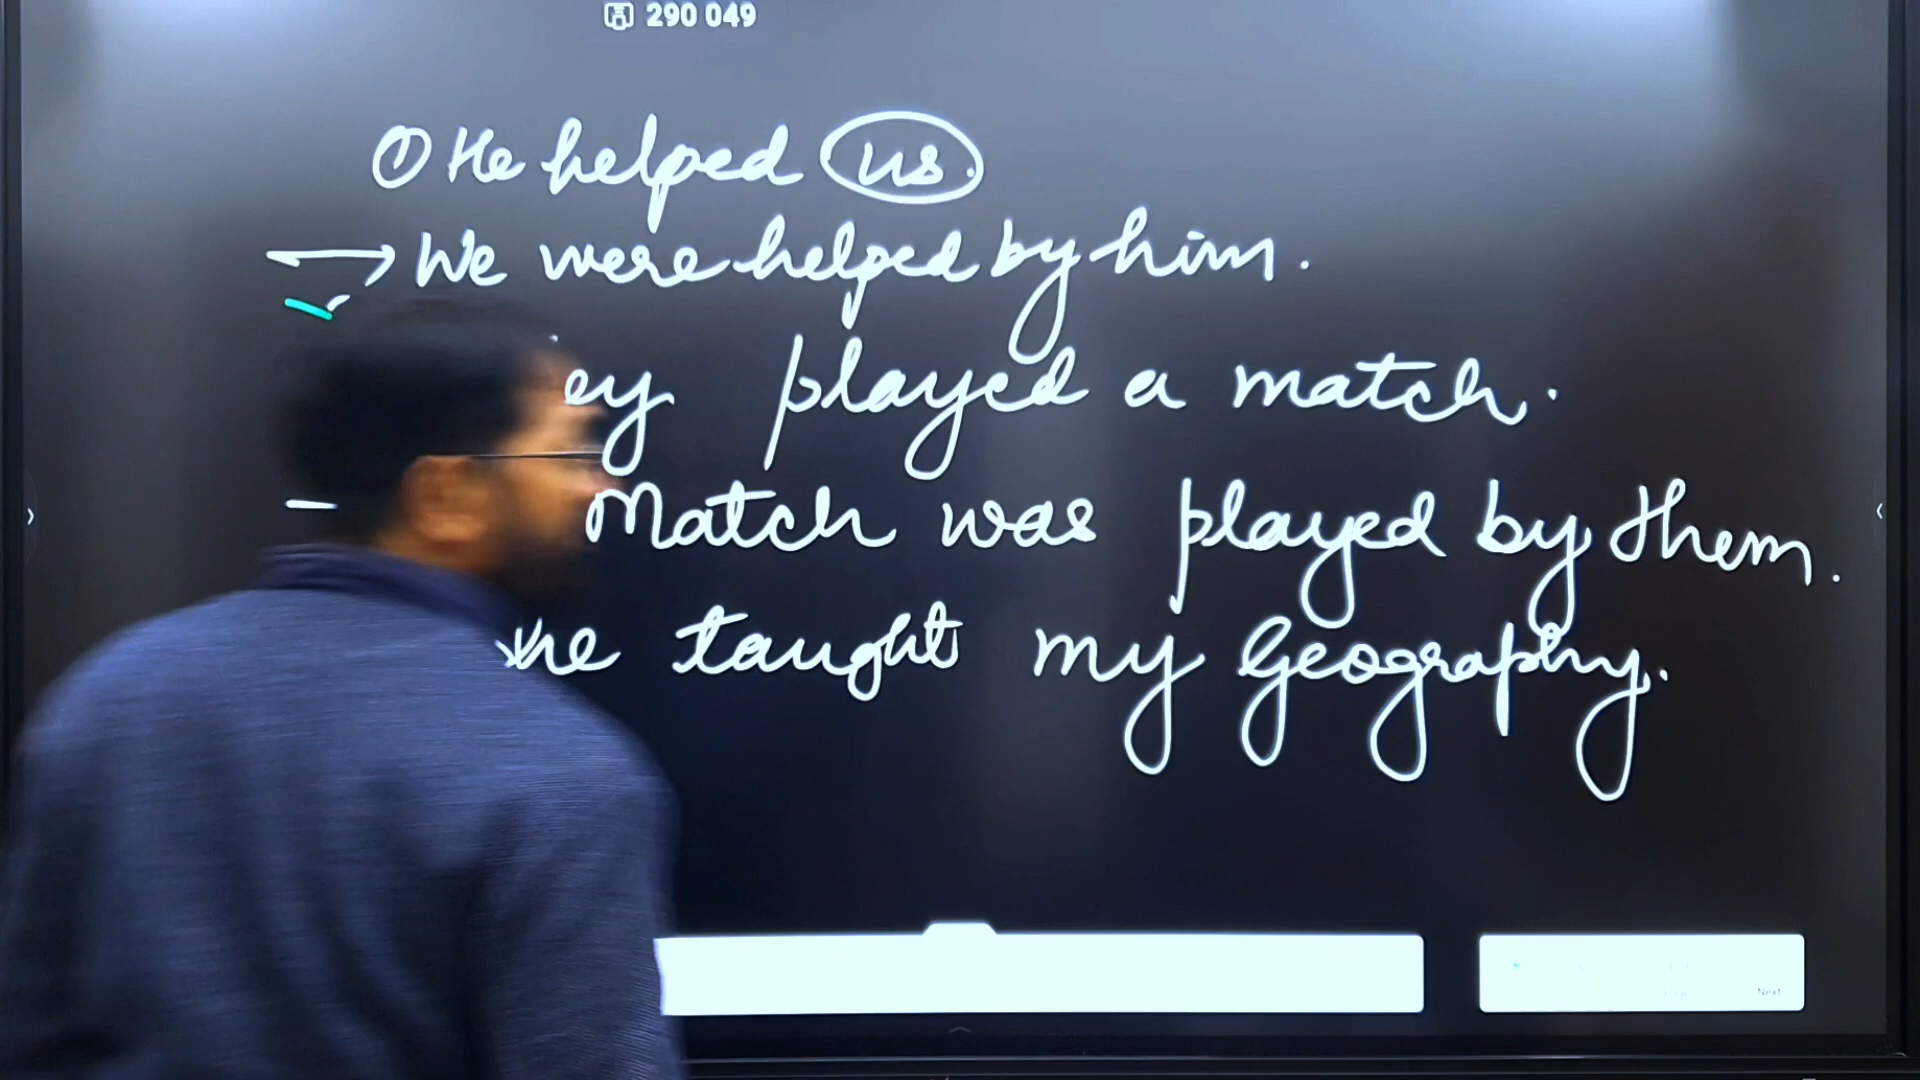 290 049
① He helped us.
→ We were helped by him.
ey played a match.
Match was played by them.
he taught my Geography.
Next